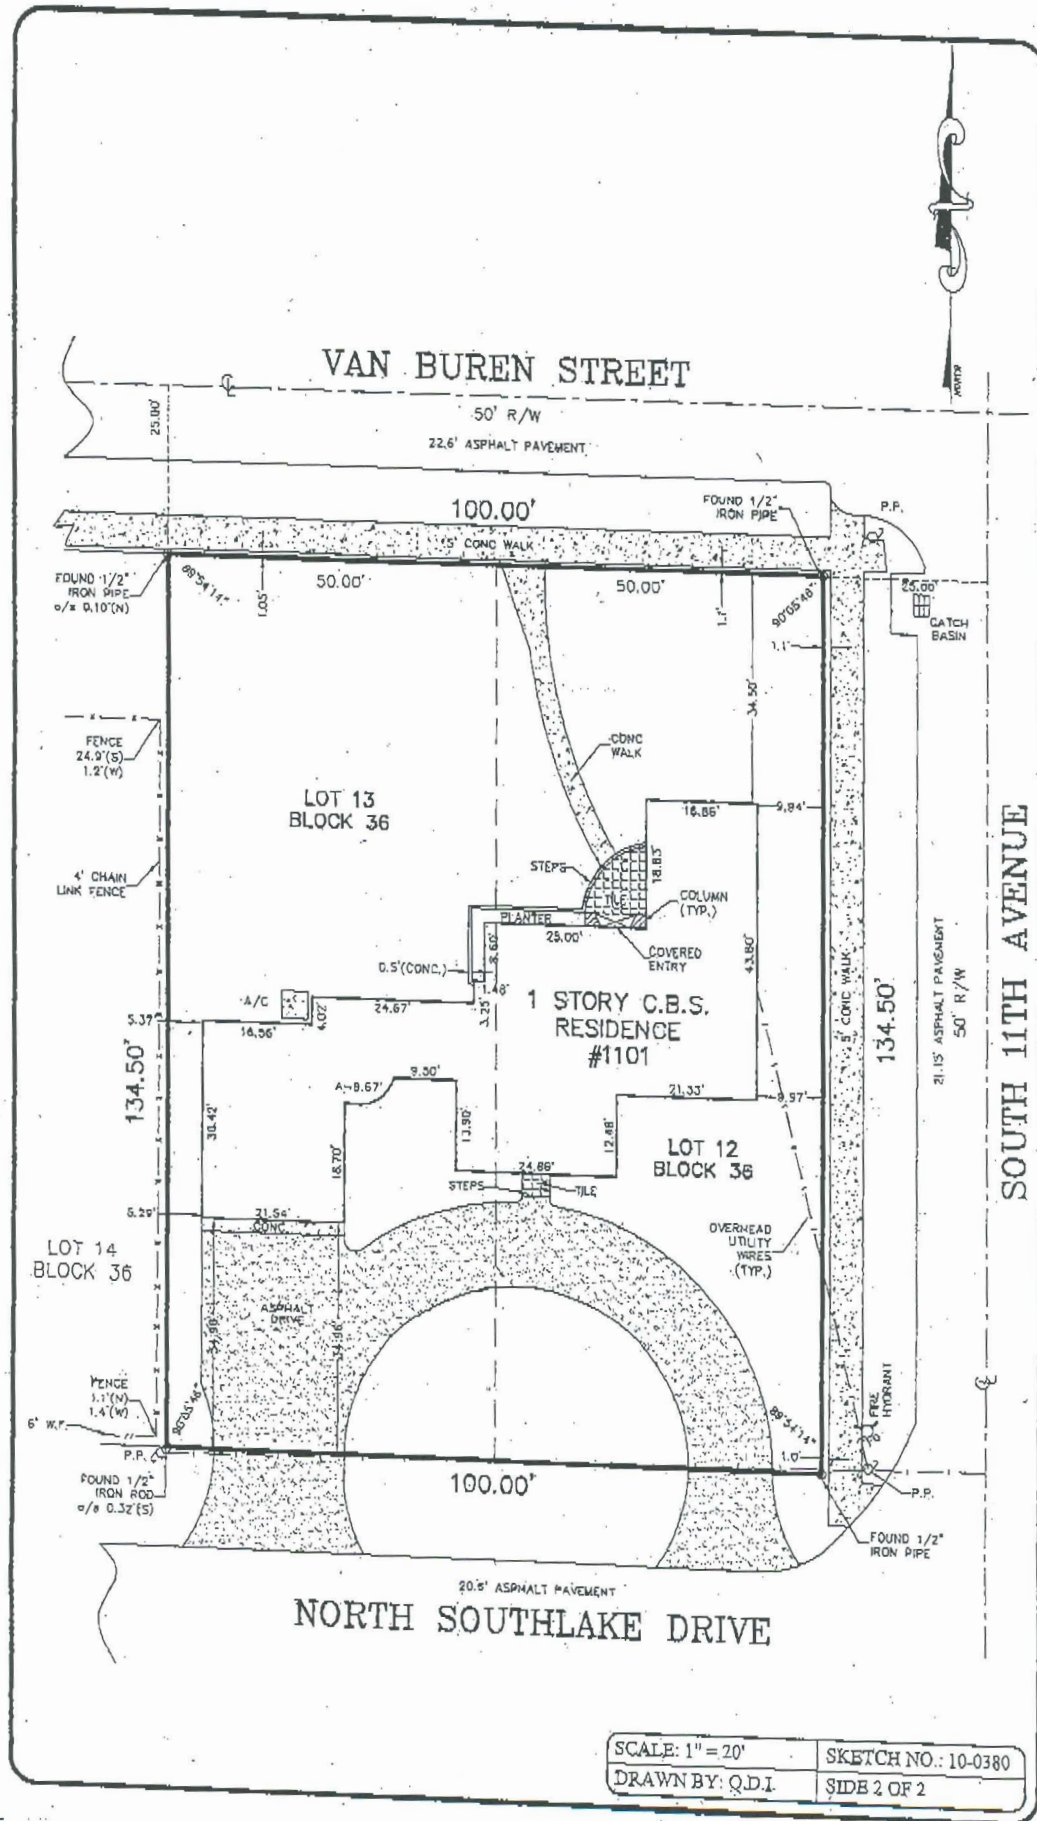 NORTH
VAN BUREN STREET
25.00'
50' R/W
22.6' ASPHALT PAVEMENT
100.00'
FOUND 1/2"
IRON PIPE
P.P.
5' CONC WALK
FOUND 1/2"
IRON PIPE
o/s 0.10'(N)
89°54'14"
1.05'
50.00'
50.00'
1.1'
90°05'46"
25.00'
CATCH
BASIN
1.1'
34.50'
FENCE
24.9'(S)
1.2'(W)
CONC
WALK
LOT 13
BLOCK 36
16.86'
9.84'
4' CHAIN
LINK FENCE
STEPS
TILE
18.83'
COLUMN
(TYP.)
PLANTER
25.00'
COVERED
ENTRY
43.80'
0.5'(CONC.)
8.60'
1.48'
3.25'
A/C
24.67'
4.02'
16.56'
5.37'
1 STORY C.B.S.
RESIDENCE
#1101
5' CONC WALK
134.50'
21.15' ASPHALT PAVEMENT
50' R/W
SOUTH 11TH AVENUE
134.50'
30.42'
A=8.67'
9.50'
13.90'
18.70'
21.33'
8.97'
12.48'
LOT 12
BLOCK 36
24.86'
STEPS
TILE
5.29'
21.54'
CONC
OVERHEAD
UTILITY
WIRES
(TYP.)
LOT 14
BLOCK 36
ASPHALT
DRIVE
34.90'
34.96'
FENCE
1.1'(N)
1.4'(W)
6' W.F.
90°05'46"
P.P.
FOUND 1/2"
IRON ROD
o/s 0.32'(S)
100.00'
89°54'14"
1.0'
FIRE
HYDRANT
P.P.
FOUND 1/2"
IRON PIPE
20.5' ASPHALT PAVEMENT
NORTH SOUTHLAKE DRIVE
SCALE: 1" = 20'
SKETCH NO.: 10-0380
DRAWN BY: Q.D.I.
SIDE 2 OF 2